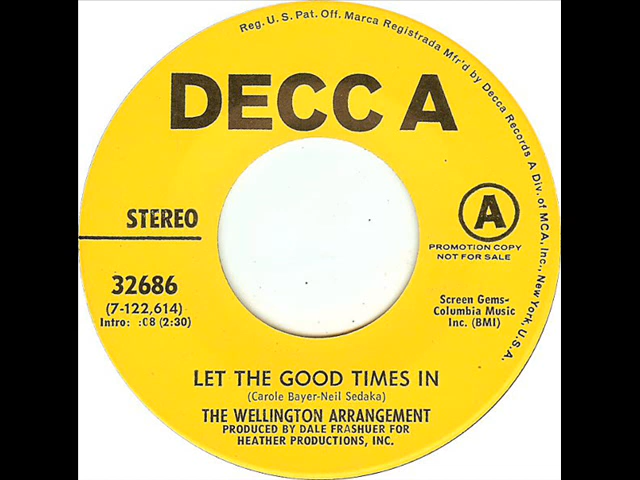 Reg. U.S. Pat. Off. Marca Registrada Mfr'd by Decca Records A Div. of MCA, Inc., New York, U.S.A.
DECCA
STEREO
A
PROMOTION COPY
NOT FOR SALE
32686
(7-122,614)
Intro: :08 (2:30)
Screen Gems-
Columbia Music
Inc. (BMI)
LET THE GOOD TIMES IN
(Carole Bayer-Neil Sedaka)
THE WELLINGTON ARRANGEMENT
PRODUCED BY DALE FRASHUER FOR
HEATHER PRODUCTIONS, INC.